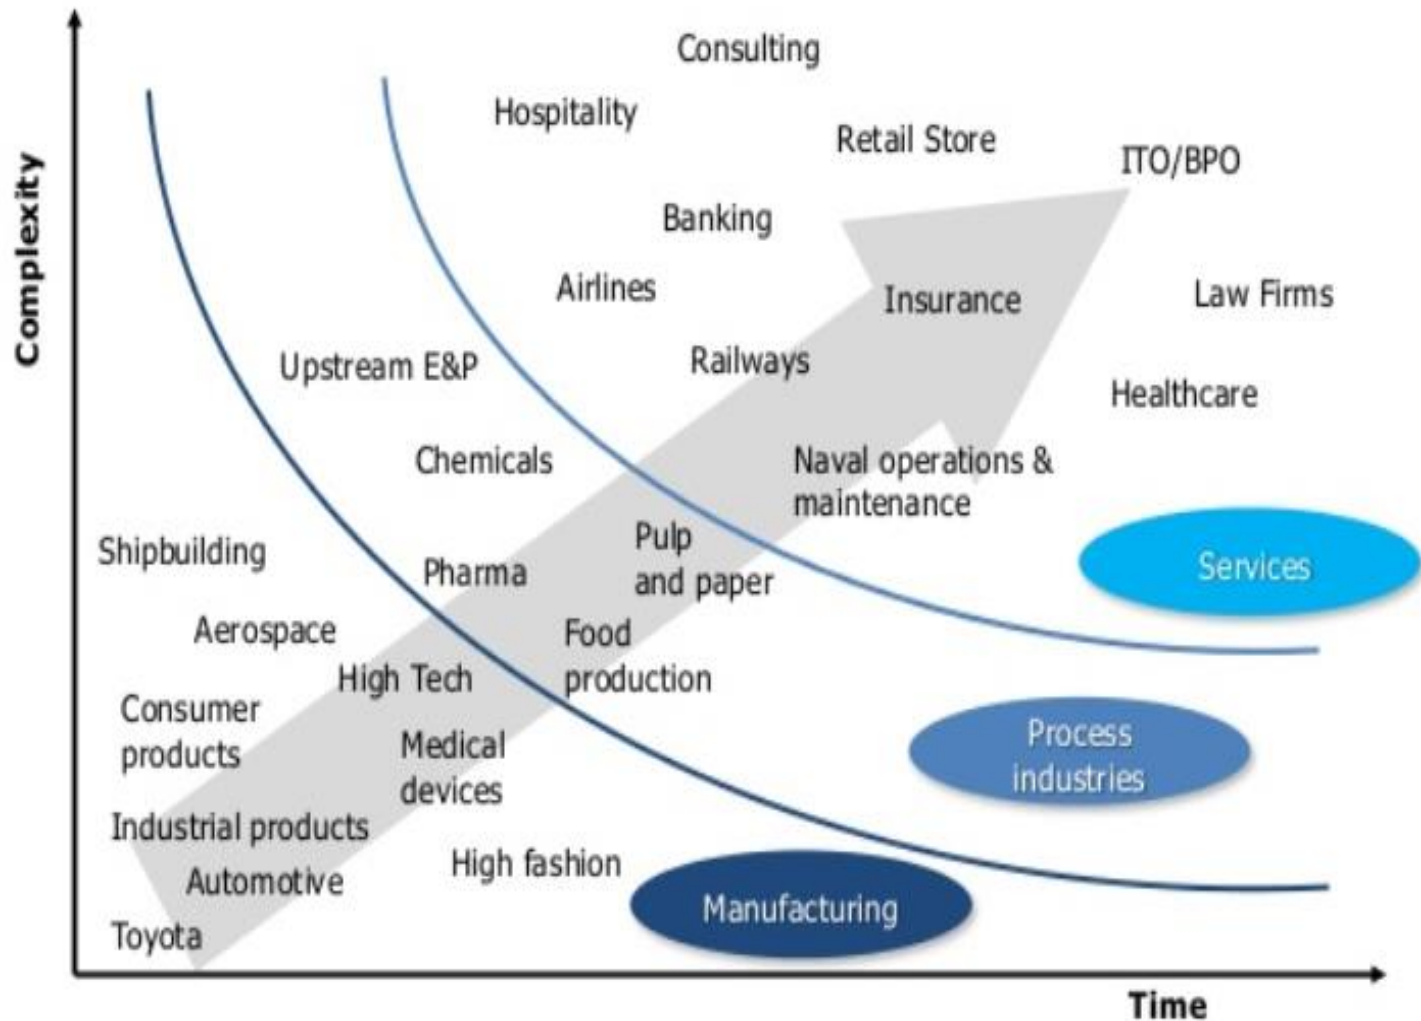 Consulting
Hospitality
Retail Store
ITO/BPO
Complexity
Banking
Airlines
Insurance
Law Firms
Upstream E&P
Railways
Healthcare
Chemicals
Naval operations &
maintenance
Shipbuilding
Pharma
Pulp
and paper
Services
Aerospace
Food
production
High Tech
Consumer
products
Medical
devices
Process
industries
Industrial products
High fashion
Automotive
Manufacturing
Toyota
Time